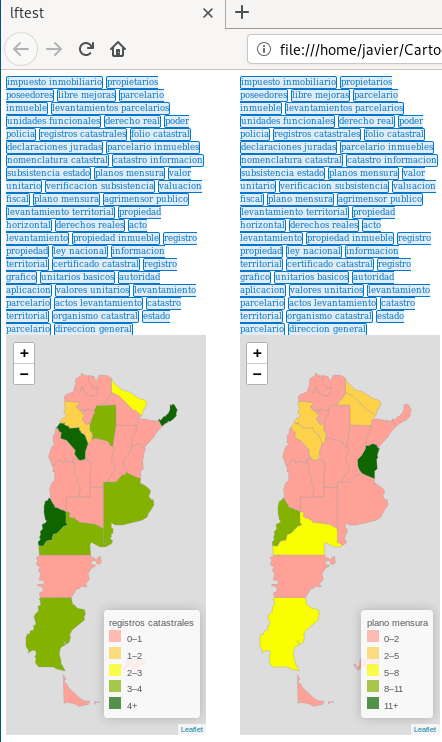 lftest
file:///home/javier/Carto
impuesto inmobiliario propietarios
poseedores libre mejoras parcelario
inmueble levantamientos parcelarios
unidades funcionales derecho real poder
policia registros catastrales folio catastral
declaraciones juradas parcelario inmuebles
nomenclatura catastral catastro informacion
subsistencia estado planos mensura valor
unitario verificacion subsistencia valuacion
fiscal plano mensura agrimensor publico
levantamiento territorial propiedad
horizontal derechos reales acto
levantamiento propiedad inmueble registro
propiedad ley nacional informacion
territorial certificado catastral registro
grafico unitarios basicos autoridad
aplicacion valores unitarios levantamiento
parcelario actos levantamiento catastro
territorial organismo catastral estado
parcelario direccion general
+
−
registros catastrales
0–1
1–2
2–3
3–4
4+
Leaflet
impuesto inmobiliario propietarios
poseedores libre mejoras parcelario
inmueble levantamientos parcelarios
unidades funcionales derecho real poder
policia registros catastrales folio catastral
declaraciones juradas parcelario inmuebles
nomenclatura catastral catastro informacion
subsistencia estado planos mensura valor
unitario verificacion subsistencia valuacion
fiscal plano mensura agrimensor publico
levantamiento territorial propiedad
horizontal derechos reales acto
levantamiento propiedad inmueble registro
propiedad ley nacional informacion
territorial certificado catastral registro
grafico unitarios basicos autoridad
aplicacion valores unitarios levantamiento
parcelario actos levantamiento catastro
territorial organismo catastral estado
parcelario direccion general
+
−
plano mensura
0–2
2–5
5–8
8–11
11+
Leaflet